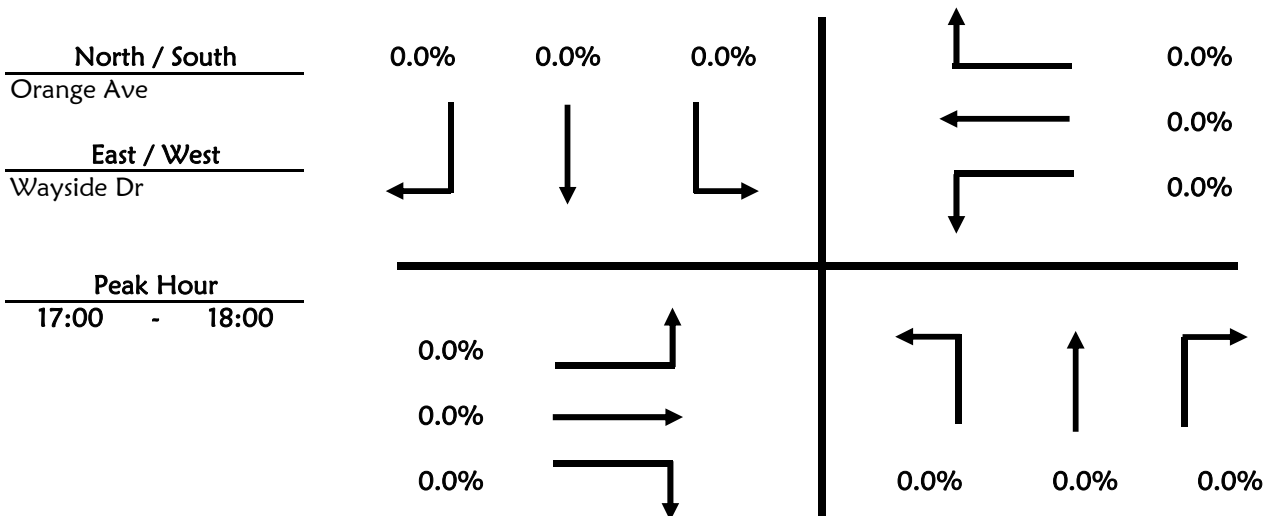 North / South
Orange Ave
East / West
Wayside Dr
Peak Hour
17:00 - 18:00
0.0% 0.0% 0.0%
0.0%
0.0%
0.0%
0.0%
0.0%
0.0%
0.0% 0.0% 0.0%